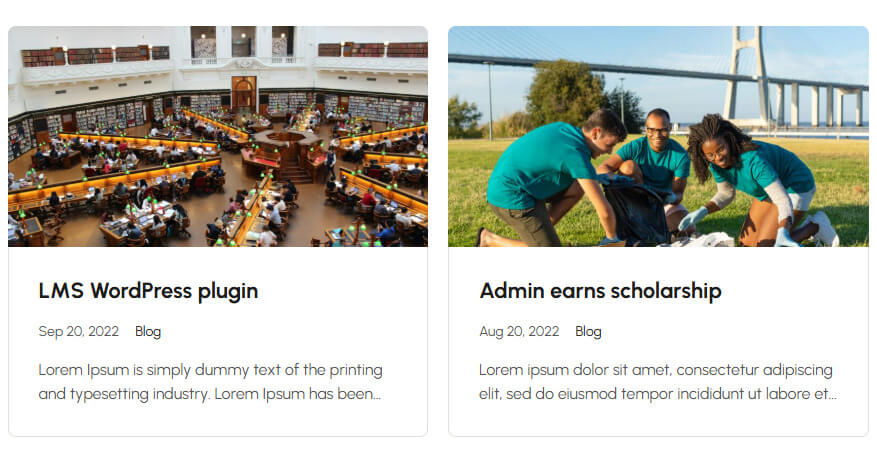 LMS WordPress plugin
Sep 20, 2022 Blog
Lorem Ipsum is simply dummy text of the printing
and typesetting industry. Lorem Ipsum has been...
Admin earns scholarship
Aug 20, 2022 Blog
Lorem ipsum dolor sit amet, consectetur adipiscing
elit, sed do eiusmod tempor incididunt ut labore et...